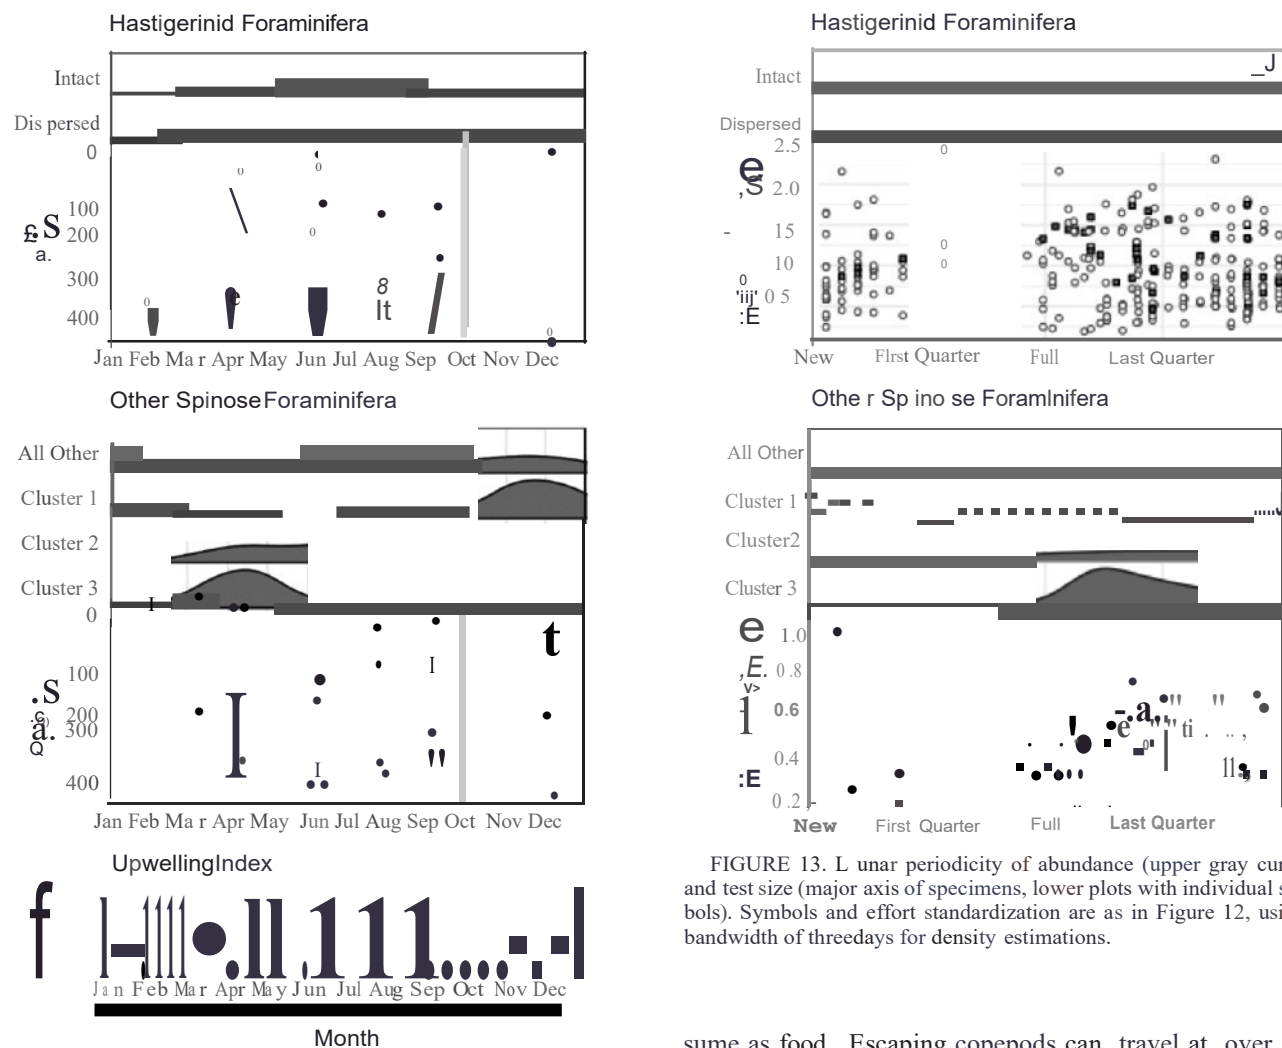 Hastigerinid Foraminifera
Intact
Dis persed
0
100
200
300
400
Jan Feb Mar Apr May Jun Jul Aug Sep Oct Nov Dec
Other Spinose Foraminifera
All Other
Cluster 1
Cluster 2
Cluster 3
0
100
200
300
400
Jan Feb Mar Apr May Jun Jul Aug Sep Oct Nov Dec
UpwellingIndex
Jan Feb Mar Apr May Jun Jul Aug Sep Oct Nov Dec
Month
Hastigerinid Foraminifera
Intact
Dispersed
2.5
2.0
15
10
0 5
New FIrst Quarter Full Last Quarter
Othe r Sp ino se ForamInifera
All Other
Cluster 1
Cluster2
Cluster 3
1.0
0.8
0.6
0.4
0.2
New First Quarter Full Last Quarter
FIGURE 13. L unar periodicity of abundance (upper gray cur
and test size (major axis of specimens, lower plots with individual s
bols). Symbols and effort standardization are as in Figure 12, usi
bandwidth of threedays for density estimations.
sume as food. Escaping copepods can travel at over